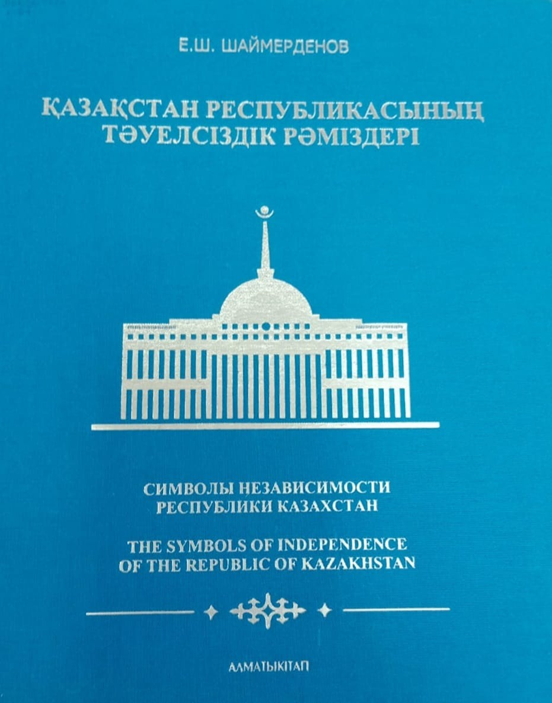 Е.Ш. ШАЙМЕРДЕНОВ
ҚАЗАҚСТАН РЕСПУБЛИКАСЫНЫҢ
ТӘУЕЛСІЗДІК РӘМІЗДЕРІ
СИМВОЛЫ НЕЗАВИСИМОСТИ
РЕСПУБЛИКИ КАЗАХСТАН
THE SYMBOLS OF INDEPENDENCE
OF THE REPUBLIC OF KAZAKHSTAN
АЛМАТЫКІТАП